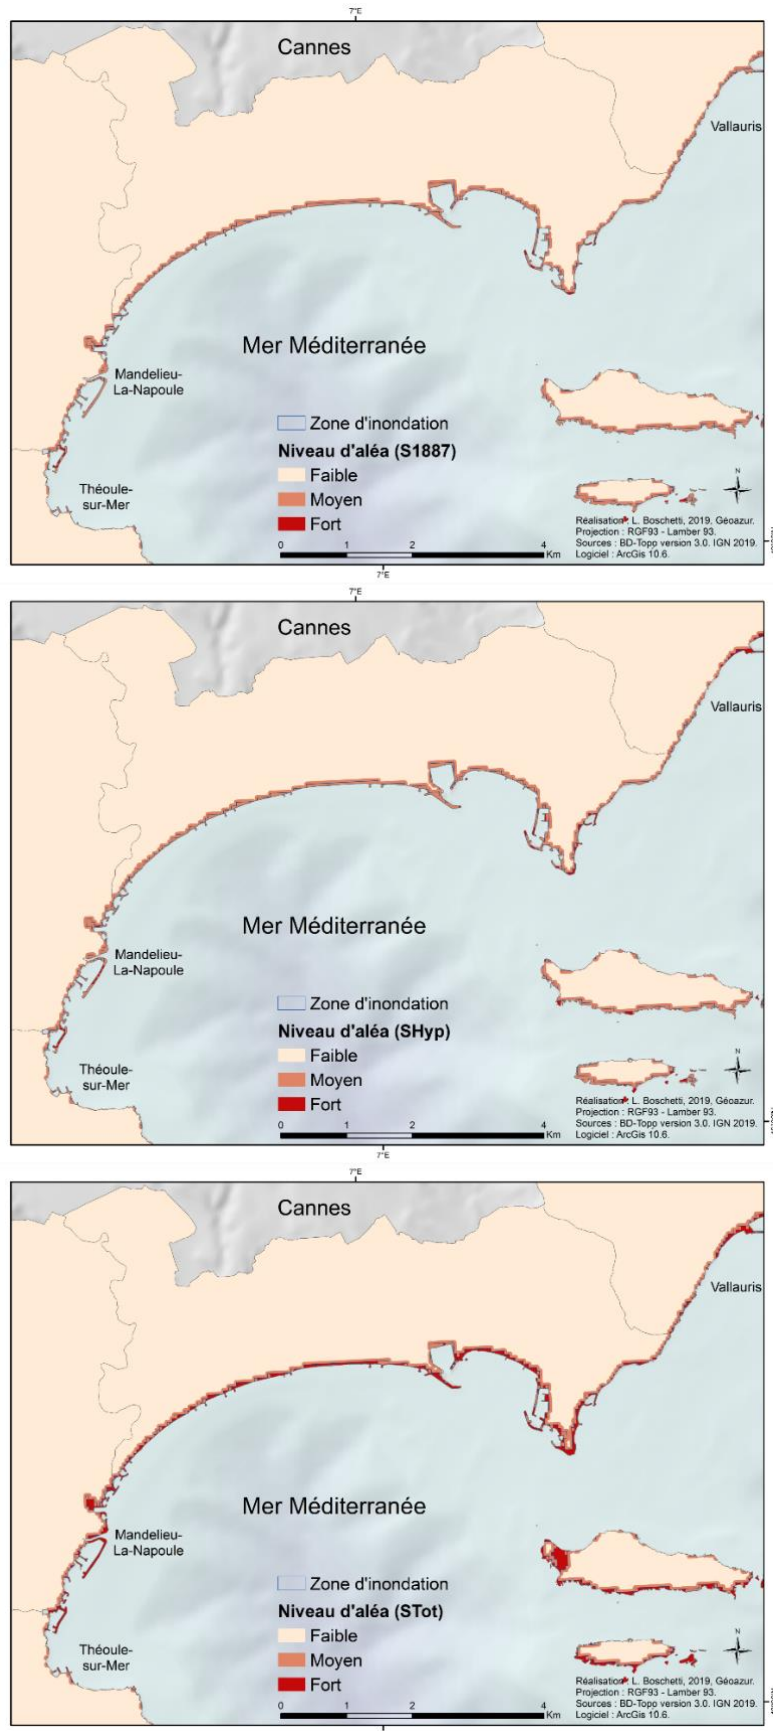 7°E
Cannes
Vallauris
Mer Méditerranée
Mandelieu-
La-Napoule
Zone d'inondation
Niveau d'aléa (S1887)
Faible
Théoule-
sur-Mer
Moyen
Fort
N
Réalisation : L. Boschetti, 2019, Géoazur.
Projection : RGF93 - Lamber 93.
Sources : BD-Topp version 3.0. IGN 2019.
Logiciel : ArcGis 10.6.
0 1 2 4
Km
7°E
7°E
Cannes
Vallauris
Mer Méditerranée
Mandelieu-
La-Napoule
Zone d'inondation
Niveau d'aléa (SHyp)
Faible
Théoule-
sur-Mer
Moyen
Fort
N
Réalisation : L. Boschetti, 2019, Géoazur.
Projection : RGF93 - Lamber 93.
Sources : BD-Topp version 3.0. IGN 2019.
Logiciel : ArcGis 10.6.
0 1 2 4
Km
7°E
7°E
Cannes
Vallauris
Mer Méditerranée
Mandelieu-
La-Napoule
Zone d'inondation
Niveau d'aléa (STot)
Faible
Théoule-
sur-Mer
Moyen
Fort
N
Réalisation : L. Boschetti, 2019, Géoazur.
Projection : RGF93 - Lamber 93.
Sources : BD-Topp version 3.0. IGN 2019.
Logiciel : ArcGis 10.6.
0 1 2 4
Km